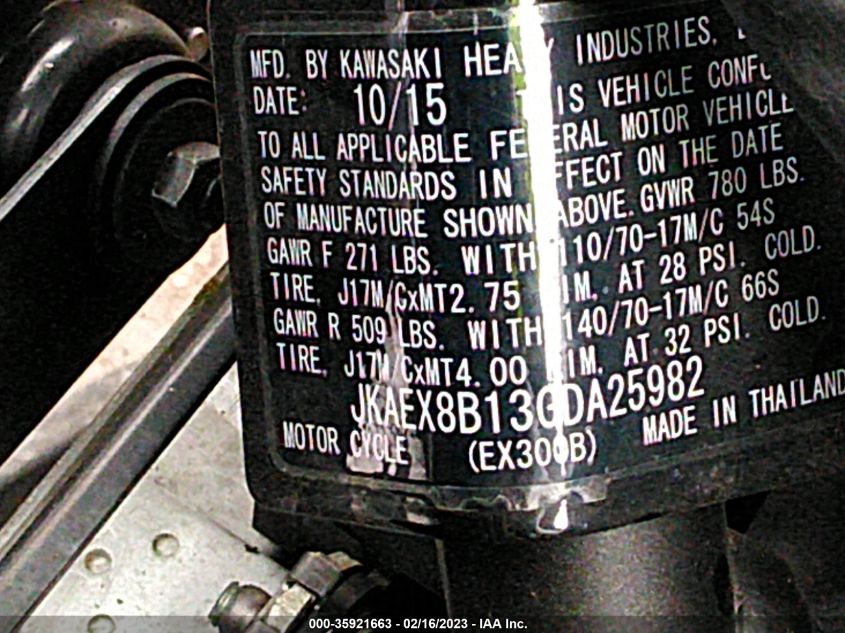 MFD. BY KAWASAKI HEAVY INDUSTRIES,
DATE: 10/15 THIS VEHICLE
TO ALL APPLICABLE FEDERAL MOTOR VEHICLE
SAFETY STANDARDS IN EFFECT ON THE DATE
OF MANUFACTURE SHOWN ABOVE. GVWR 780 LBS.
GAWR F 271 LBS. WITH 110/70-17M/C 54S
TIRE, J17M/CxMT2.75 RIM, AT 28 PSI. COLD.
GAWR R 509 LBS. WITH 140/70-17M/C 66S
TIRE, J17M/CxMT4.00 RIM, AT 32 PSI. COLD.
JKAEX8B13GDA25982
MOTOR CYCLE (EX300B) MADE IN THAILAND
000-35921663 - 02/16/2023 - IAA Inc.